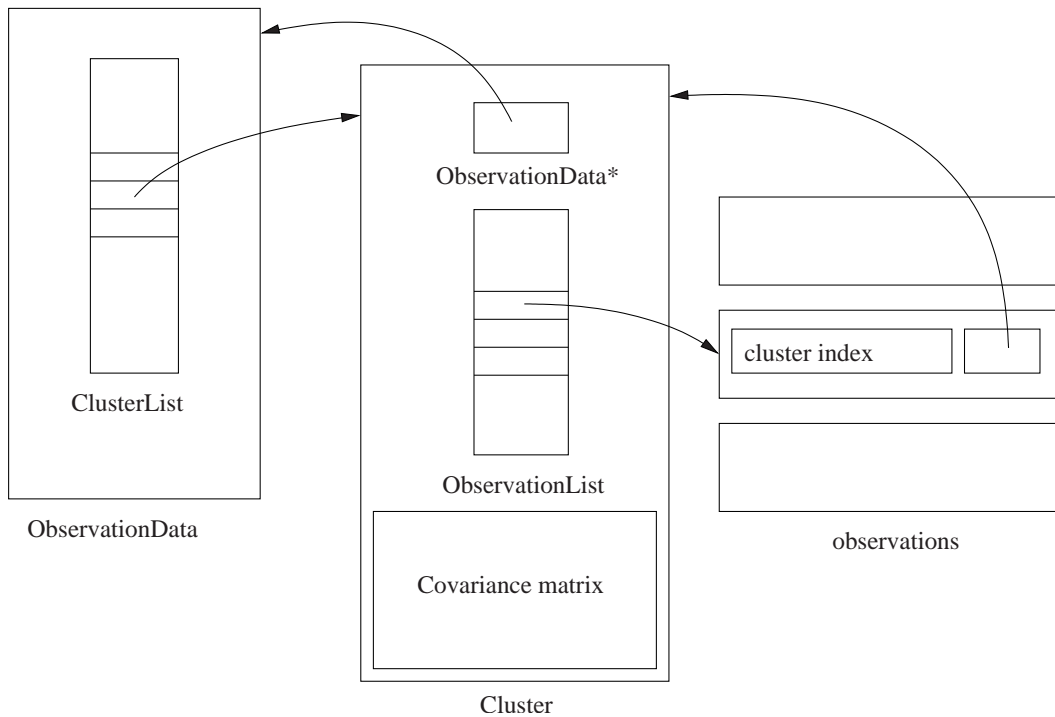 ObservationData*
cluster index
ClusterList
ObservationList
ObservationData
observations
Covariance matrix
Cluster